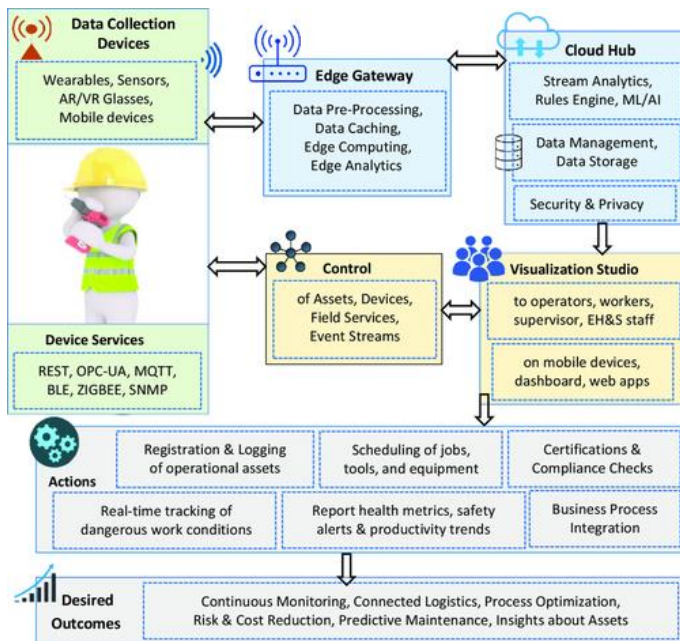 Data Collection
Devices
Wearables, Sensors,
AR/VR Glasses,
Mobile devices
Edge Gateway
Data Pre-Processing,
Data Caching,
Edge Computing,
Edge Analytics
Cloud Hub
Stream Analytics,
Rules Engine, ML/AI
Data Management,
Data Storage
Security & Privacy
Device Services
REST, OPC-UA, MQTT,
BLE, ZIGBEE, SNMP
Control
of Assets, Devices,
Field Services,
Event Streams
Visualization Studio
to operators, workers,
supervisor, EH&S staff
on mobile devices,
dashboard, web apps
Actions
Registration & Logging
of operational assets
Scheduling of jobs,
tools, and equipment
Certifications &
Compliance Checks
Real-time tracking of
dangerous work conditions
Report health metrics, safety
alerts & productivity trends
Business Process
Integration
Desired
Outcomes
Continuous Monitoring, Connected Logistics, Process Optimization,
Risk & Cost Reduction, Predictive Maintenance, Insights about Assets